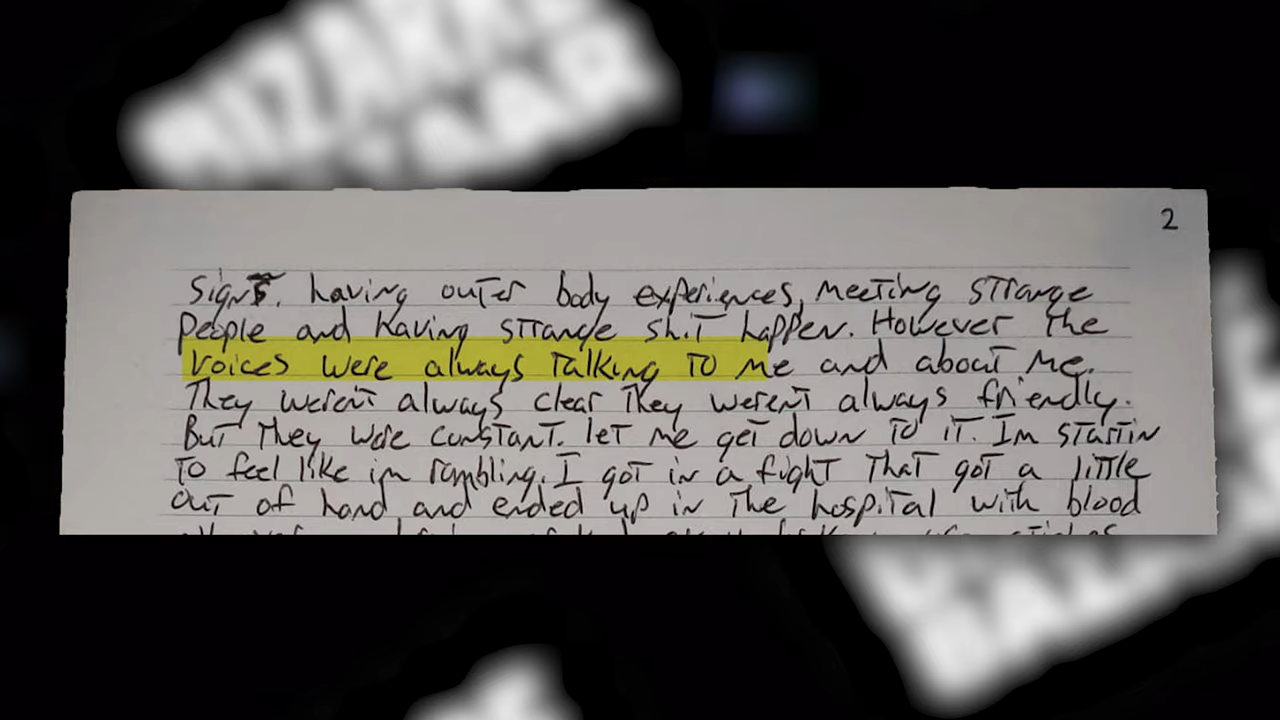 2
signs, having outer body experiences, meeting strange
people and having strange shit happen. However the
voices were always talking to me and about me.
They weren't always clear they weren't always friendly.
But they were constant. let me get down to it. Im startin
to feel like im rambling. I got in a fight that got a little
out of hand and ended up in the hospital with blood